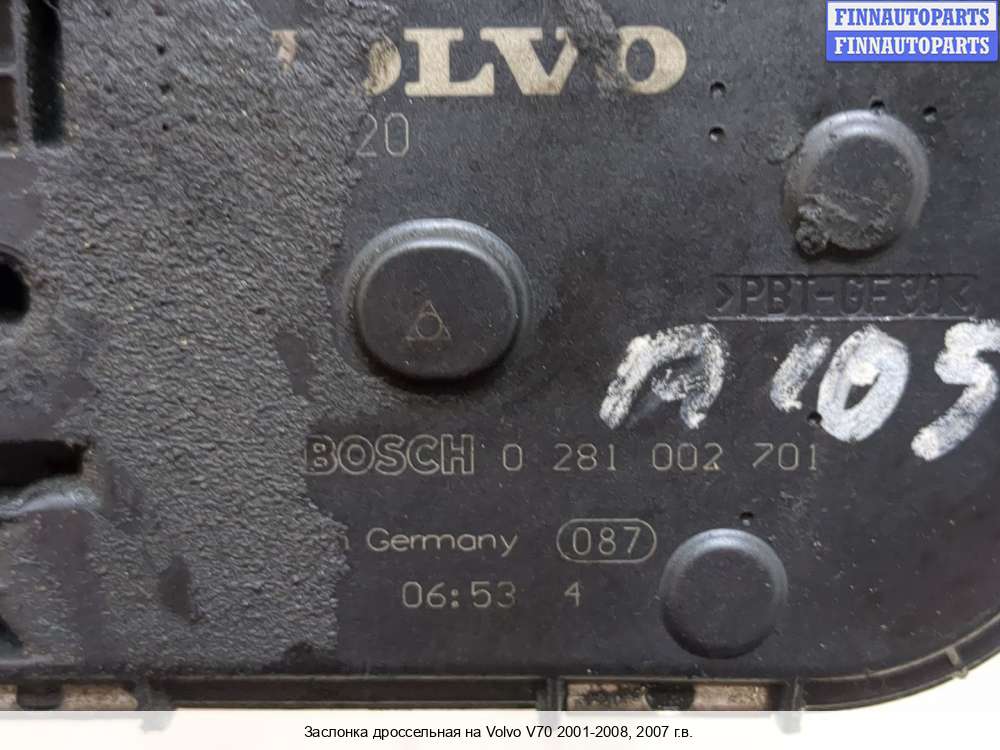 FINNAUTOPARTS
FINNAUTOPARTS
VOLVO
20
>PBT-GF30<
A105
BOSCH 0 281 002 701
Germany 087
06:53 4
Заслонка дроссельная на Volvo V70 2001-2008, 2007 г.в.